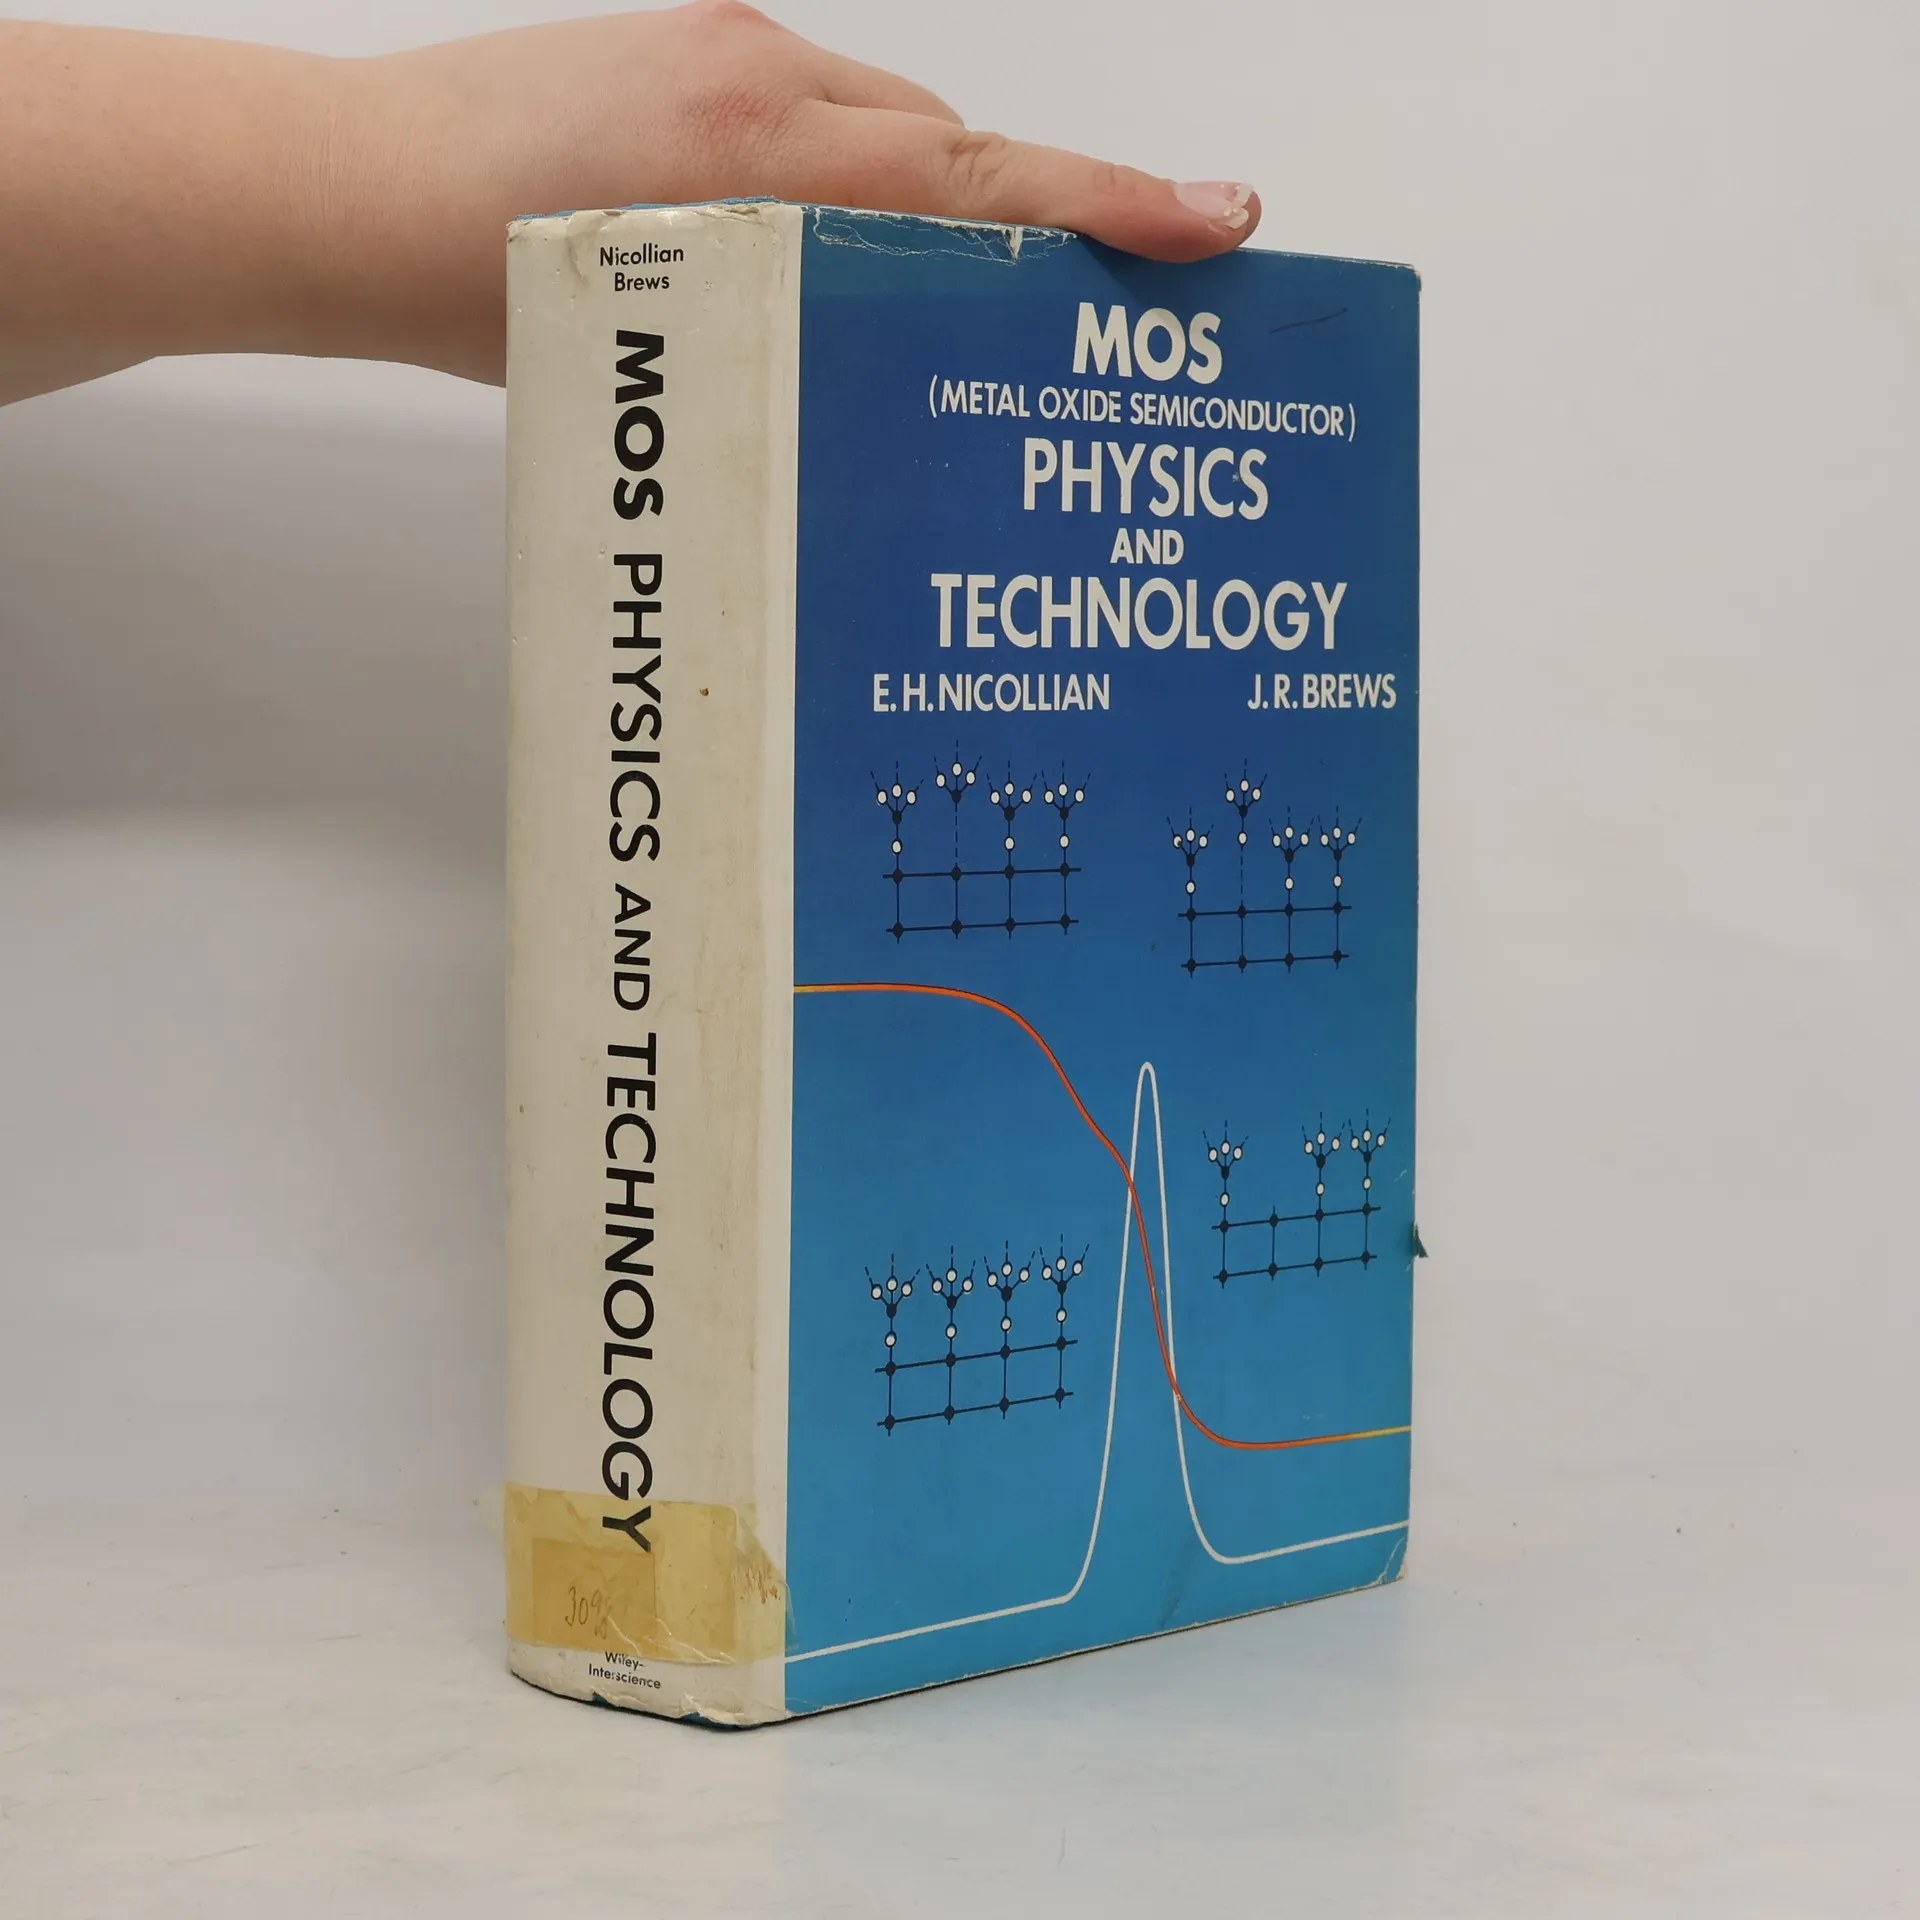 Nicollian
Brews
MOS PHYSICS AND TECHNOLOGY
Wiley-
Interscience
MOS
(METAL OXIDE SEMICONDUCTOR)
PHYSICS
AND
TECHNOLOGY
E. H. NICOLLIAN J. R. BREWS